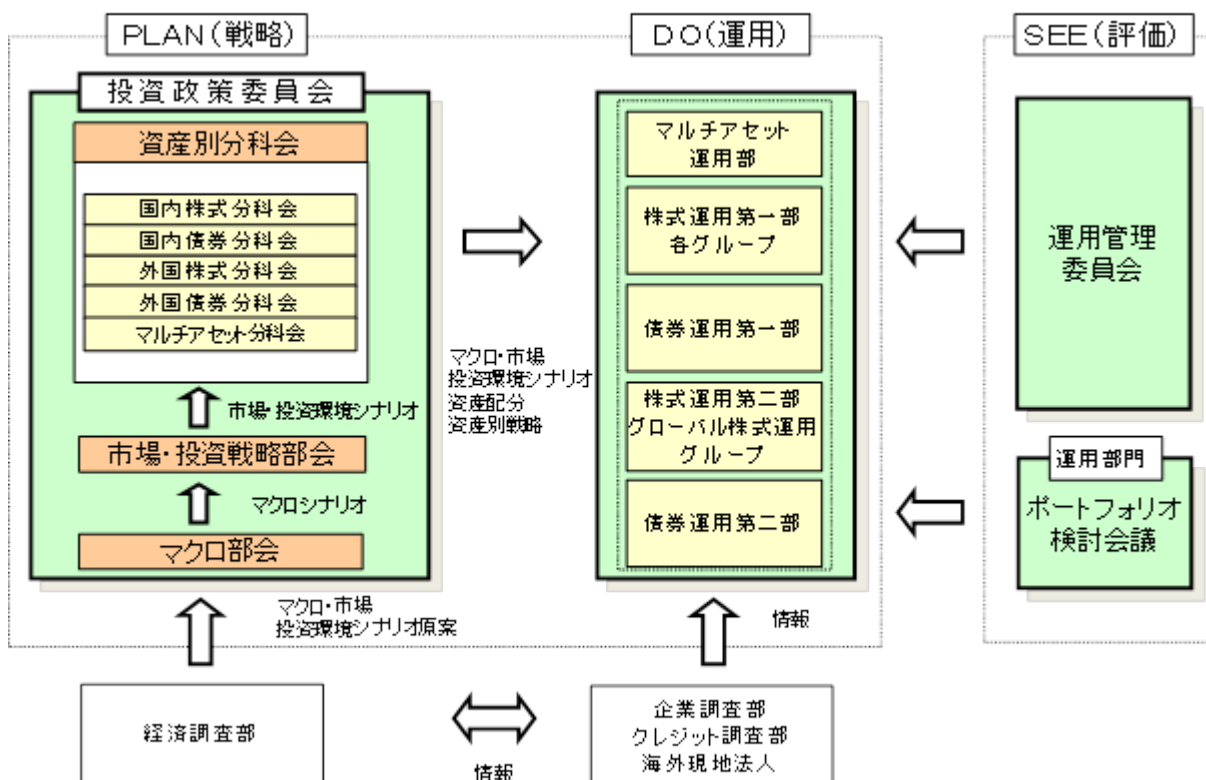 PLAN(戦略)
投資政策委員会
資産別分科会
国内株式分科会
国内債券分科会
外国株式分科会
外国債券分科会
マルチアセット分科会
市場・投資環境シナリオ
市場・投資戦略部会
マクロシナリオ
マクロ部会
マクロ・市場
投資環境シナリオ原案
経済調査部
マクロ・市場
投資環境シナリオ
資産配分
資産別戦略
DO(運用)
マルチアセット
運用部
株式運用第一部
各グループ
債券運用第一部
株式運用第二部
グローバル株式運用
グループ
債券運用第二部
情報
情報
企業調査部
クレジット調査部
海外現地法人
SEE(評価)
運用管理
委員会
運用部門
ポートフォリオ
検討会議